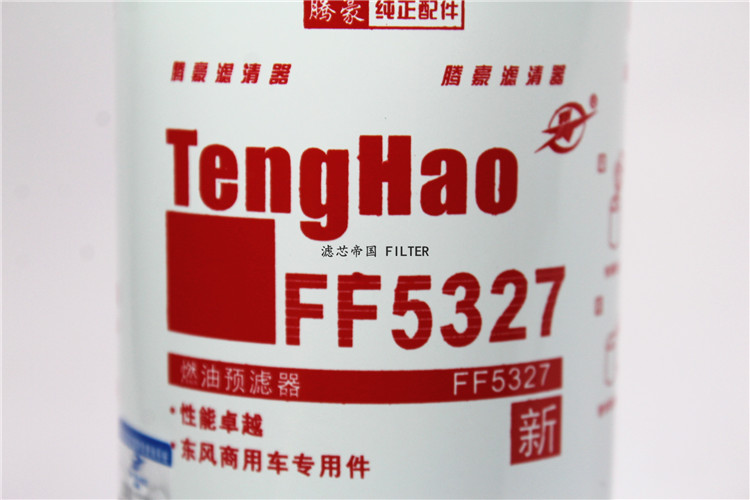 腾豪 纯正配件
腾豪滤清器 腾豪滤清器
TengHao
®
滤芯帝国 FILTER
FF5327
燃油预滤器 FF5327
·性能卓越
新
·东风商用车专用件